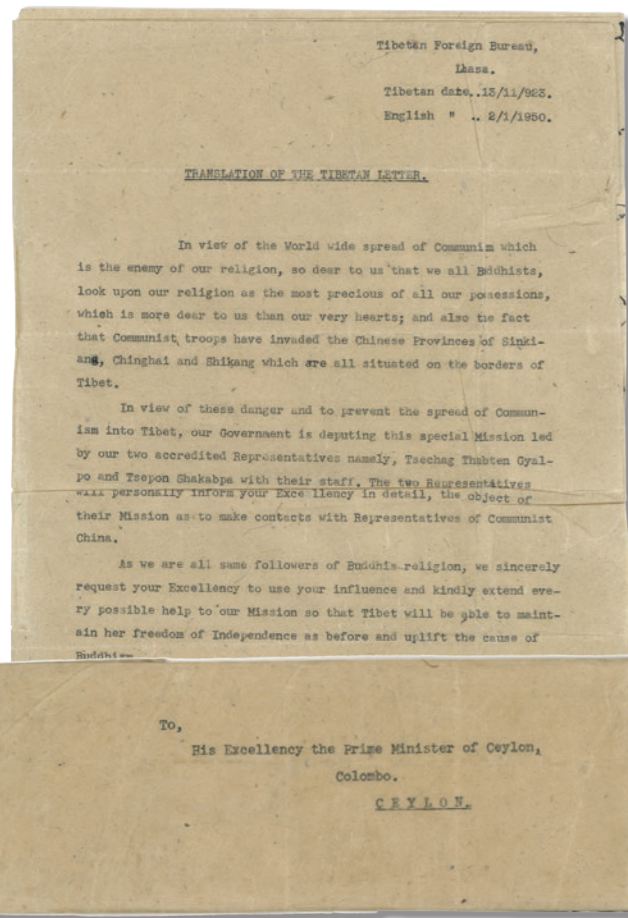 Tibetan Foreign Bureau,
Lhasa.
Tibetan date..13/11/923.
English " .. 2/1/1950.
TRANSLATION OF THE TIBETAN LETTER.
In view of the World wide spread of Communim which
is the enemy of our religion, so dear to us that we all Buddhists,
look upon our religion as the most precious of all our possessions,
which is more dear to us than our very hearts; and also the fact
that Communist troops have invaded the Chinese Provinces of Sinki-
ang, Chinghai and Shikang which are all situated on the borders of
Tibet.
In view of these danger and to prevent the spread of Commun-
ism into Tibet, our Government is deputing this special Mission led
by our two accredited Representatives namely, Tsechag Thubten Gyal-
po and Tsepon Shakabpa with their staff. The two Representatives
will personally inform your Exce llency in detail, the object of
their Mission as to make contacts with Representatives of Communist
China.
As we are all same followers of Buddhis religion, we sincerely
request your Excellency to use your influence and kindly extend eve-
ry possible help to our Mission so that Tibet will be able to maint-
ain her freedom of Independence as before and uplift the cause of
Buddhism
To,
His Excellency the Prime Minister of Ceylon,
Colombo.
CEYLON.